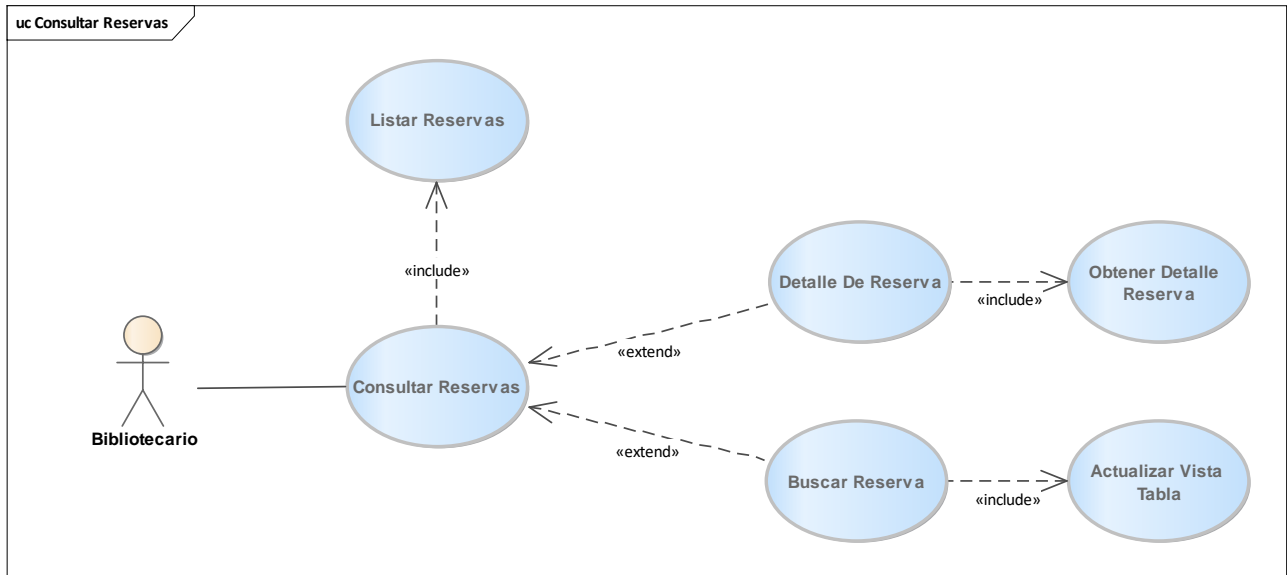 uc Consultar Reservas
Listar Reservas
«include»
Detalle De Reserva
«include»
Obtener Detalle
Reserva
«extend»
Consultar Reservas
Bibliotecario
«extend»
Buscar Reserva
«include»
Actualizar Vista
Tabla